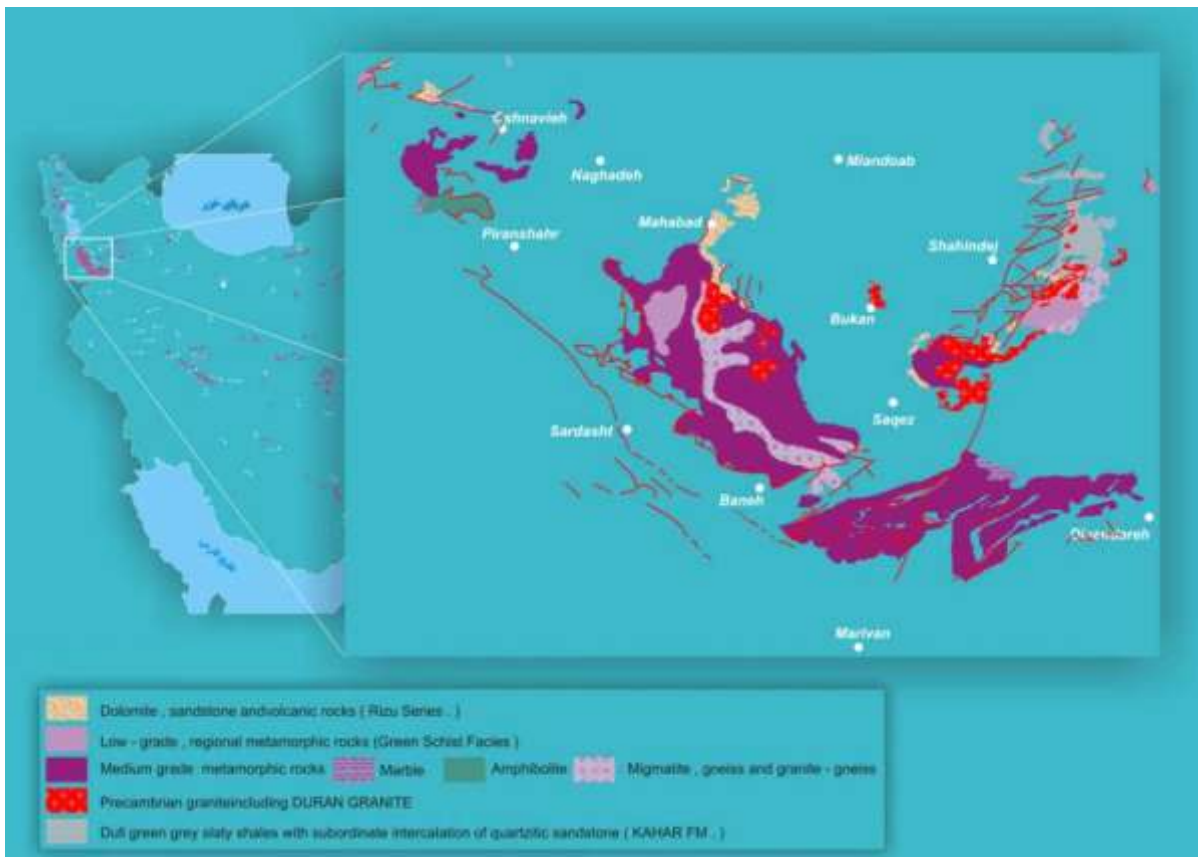 Oshnavieh
Naghadeh
Miandoab
Mahabad
Piranshahr
Shahindej
Bukan
Saqez
Sardasht
Baneh
Marivan
Dolomite , sandstone andvolcanic rocks ( Rizu Series . )
Low - grade , regional metamorphic rocks (Green Schist Facies )
Medium grade metamorphic rocks Marble Amphibolite Migmatite , gneiss and granite - gneiss
Precambrian graniteincluding DURAN GRANITE
Dull green grey slaty shales with subordinate intercalation of quartzitic sandstone ( KAHAR FM . )